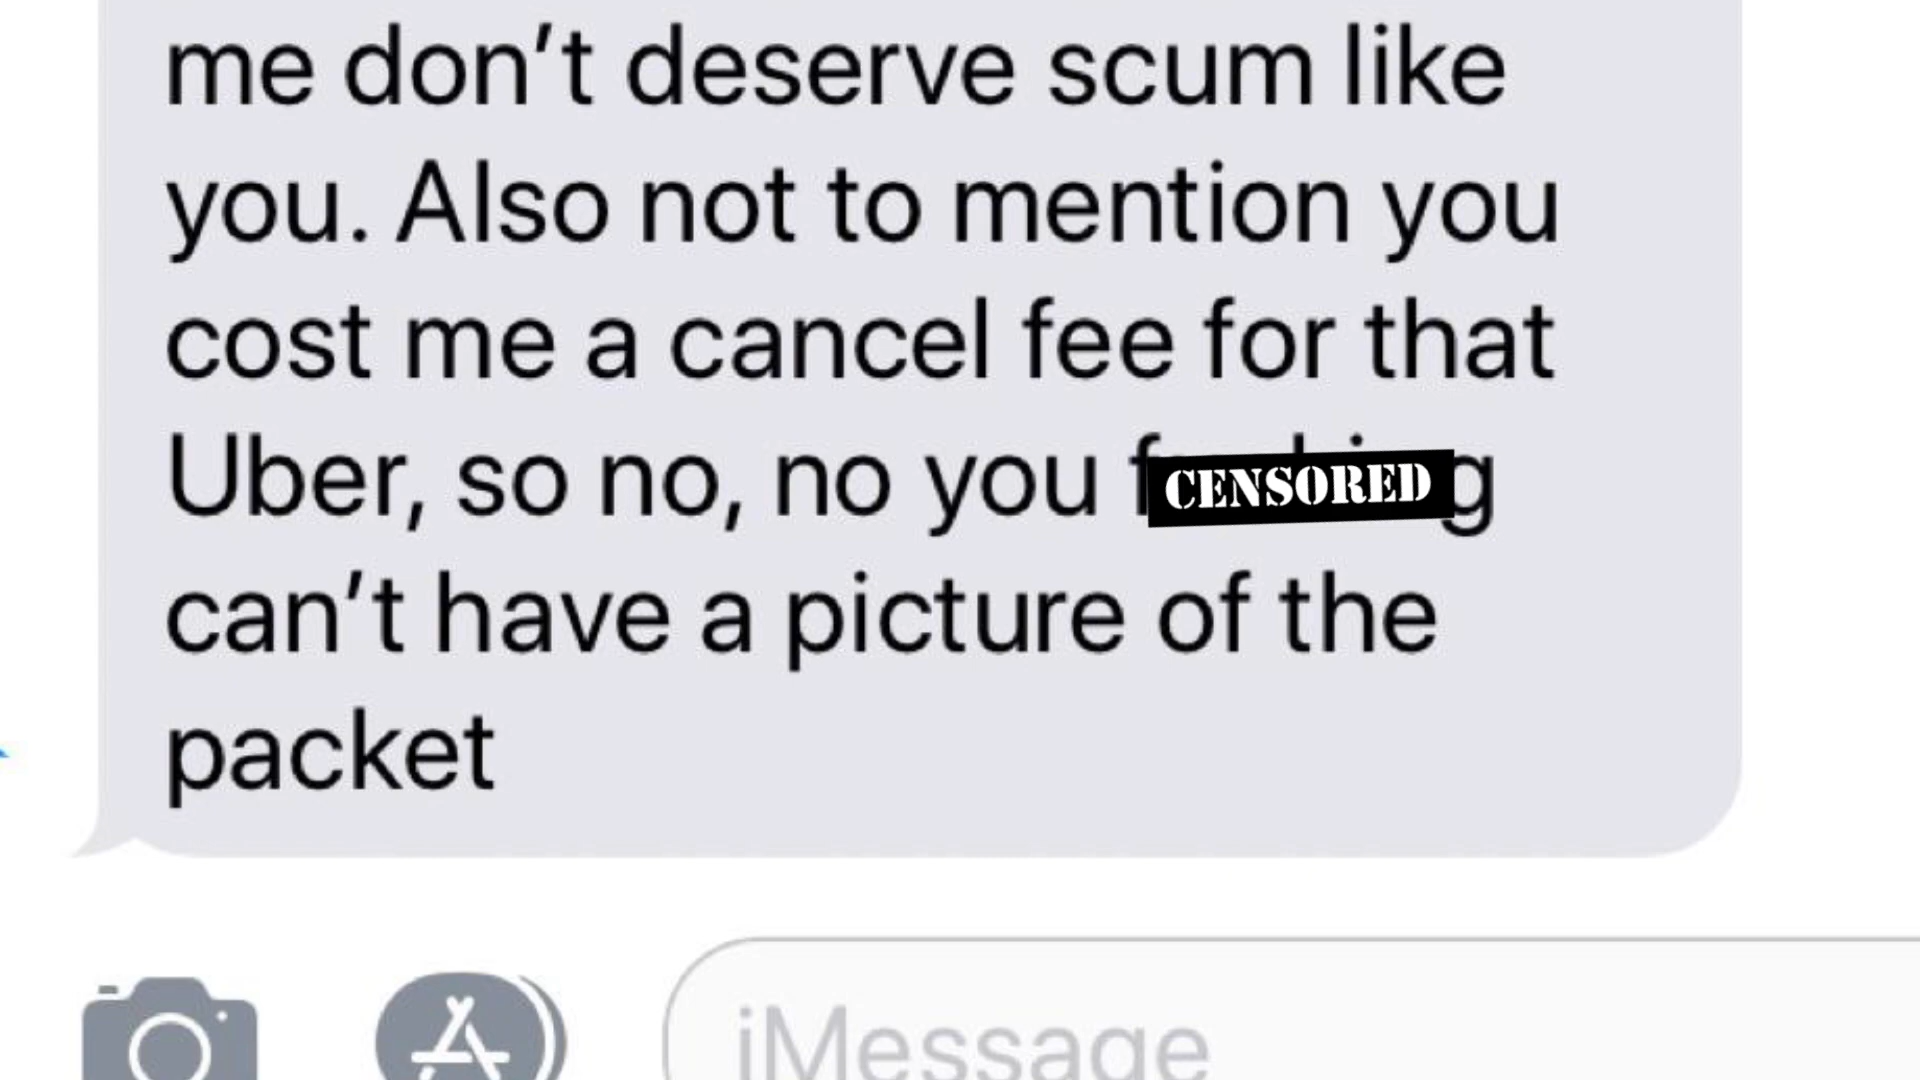 me don’t deserve scum like
you. Also not to mention you
cost me a cancel fee for that
Uber, so no, no you CENSORED
can’t have a picture of the
packet
iMessage